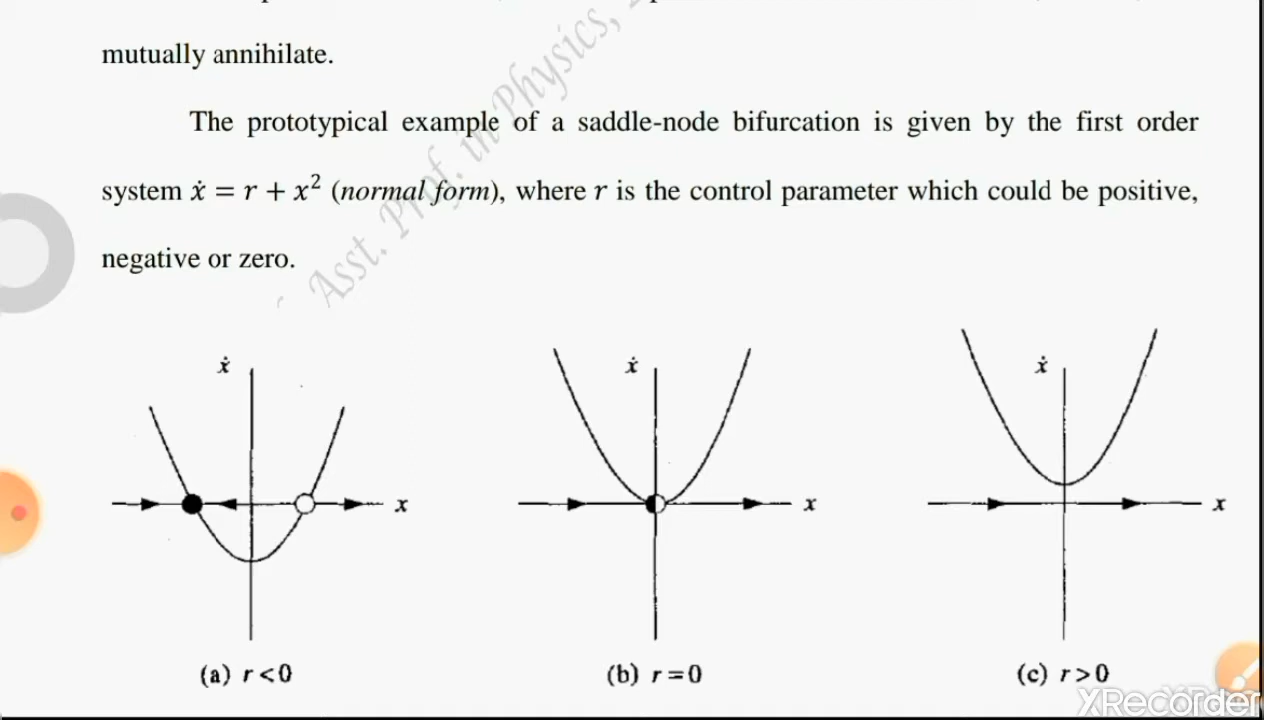 mutually annihilate.
The prototypical example of a saddle-node bifurcation is given by the first order
system ẋ = r + x² (normal form), where r is the control parameter which could be positive,
negative or zero.
Asst. Prof. in Physics,
ẋ
x
(a) r<0
ẋ
x
(b) r=0
ẋ
x
(c) r>0
XRecorder